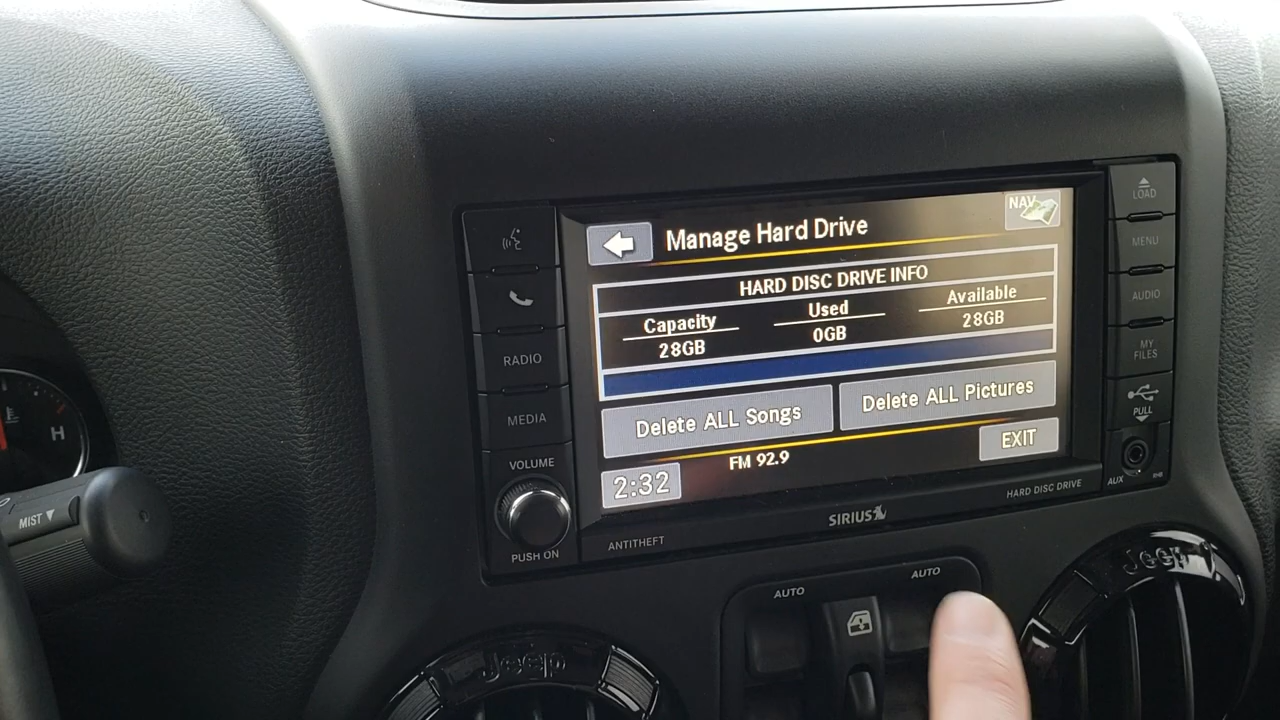 Manage Hard Drive
NAV
HARD DISC DRIVE INFO
Capacity
Used
Available
28GB
0GB
28GB
Delete ALL Songs
Delete ALL Pictures
FM 92.9
EXIT
2:32
RADIO
MEDIA
VOLUME
PUSH ON
ANTITHEFT
SIRIUS
HARD DISC DRIVE
LOAD
MENU
AUDIO
MY
FILES
PULL
AUX
H
MIST
AUTO
AUTO
Jeep
Jeep